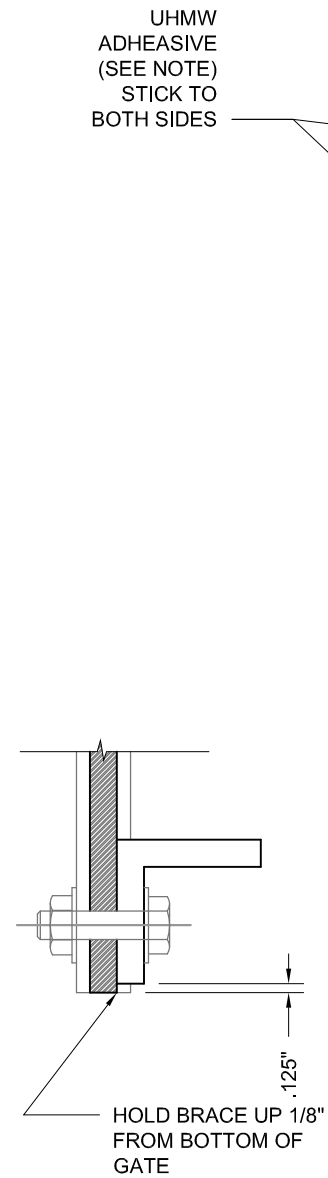 UHMW
ADHEASIVE
(SEE NOTE)
STICK TO
BOTH SIDES
.125"
HOLD BRACE UP 1/8"
FROM BOTTOM OF
GATE